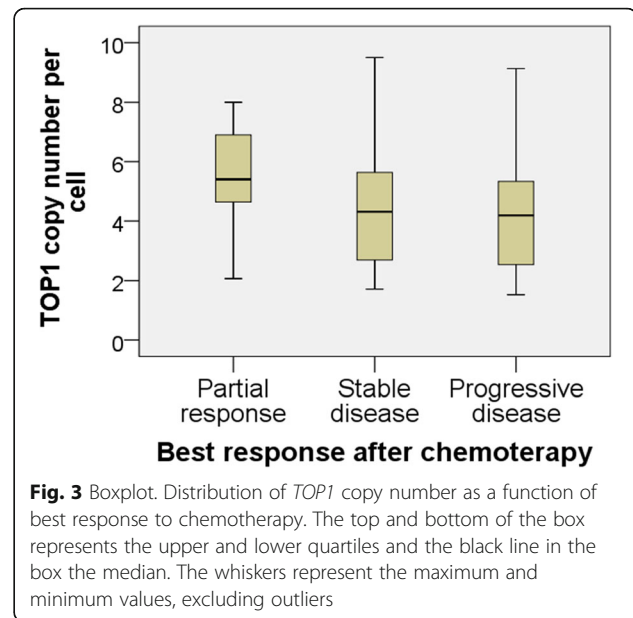 TOP1 copy number per
cell
10
8
6
4
2
0
Partial
response
Stable
disease
Progressive
disease
Best response after chemoterapy
Fig. 3 Boxplot. Distribution of TOP1 copy number as a function of
best response to chemotherapy. The top and bottom of the box
represents the upper and lower quartiles and the black line in the
box the median. The whiskers represent the maximum and
minimum values, excluding outliers